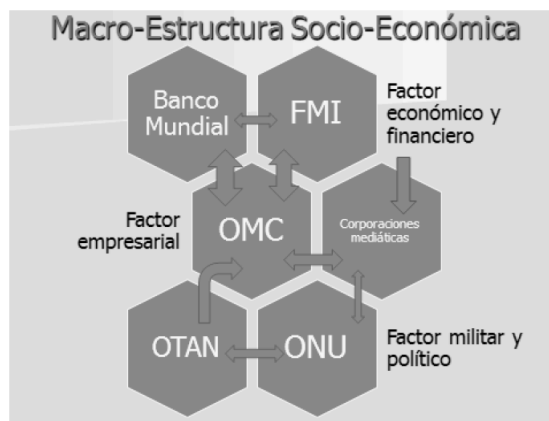 Macro-Estructura Socio-Económica
Banco
Mundial
FMI
Factor
económico y
financiero
Factor
empresarial
OMC
Corporaciones
mediáticas
OTAN
ONU
Factor militar y
político